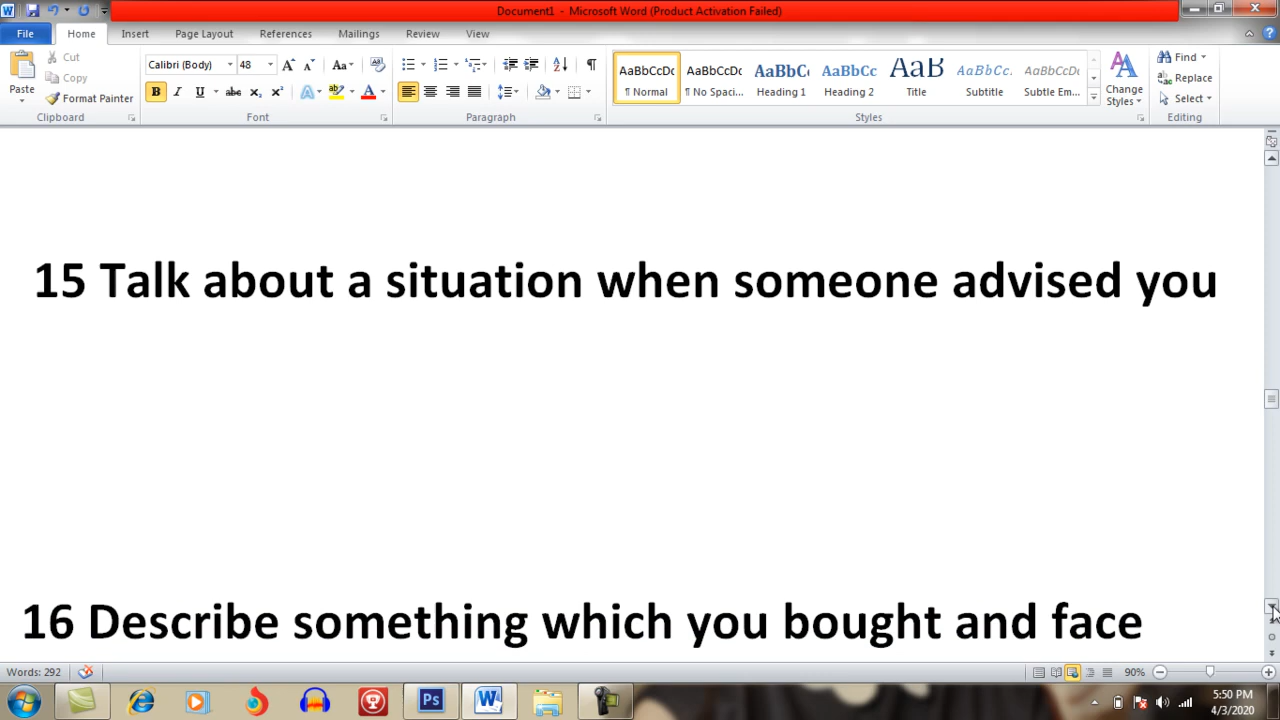 Document1 - Microsoft Word (Product Activation Failed)
File Home Insert Page Layout References Mailings Review View
Paste
Cut
Copy
Format Painter
Clipboard
Calibri (Body) 48
Font
Paragraph
AaBbCcDc AaBbCcDc AaBbCc AaBbCc AaB AaBbCc. AaBbCcDc
¶ Normal ¶ No Spaci... Heading 1 Heading 2 Title Subtitle Subtle Em...
Change Styles
Styles
Find
Replace
Select
Editing
15 Talk about a situation when someone advised you
16 Describe something which you bought and face
Words: 292
90%
5:50 PM
4/3/2020